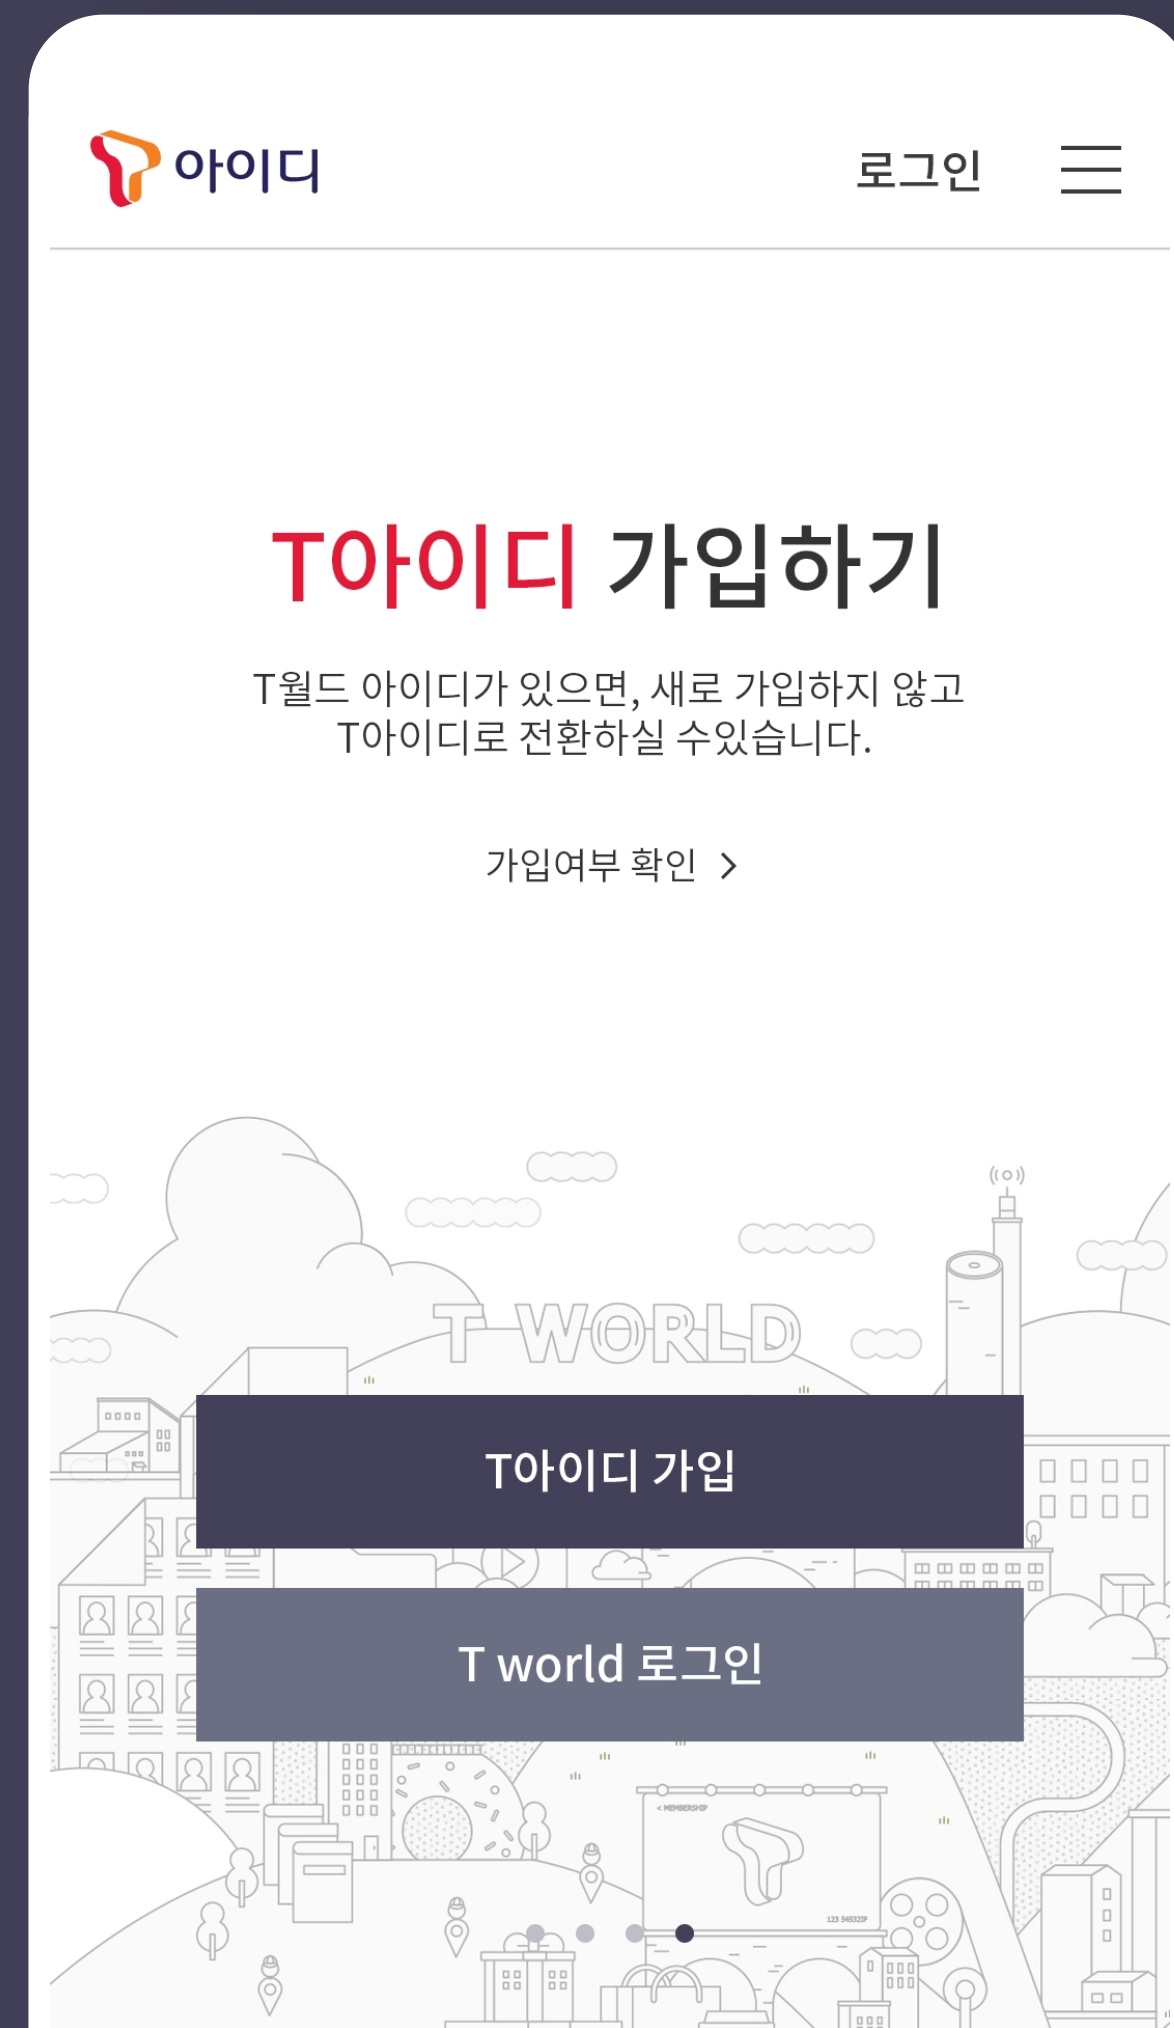 아이디
로그인
T아이디 가입하기
T월드 아이디가 있으면, 새로 가입하지 않고
T아이디로 전환하실 수있습니다.
가입여부 확인
T WORLD
T아이디 가입
T world 로그인
< MEMBERSHIP